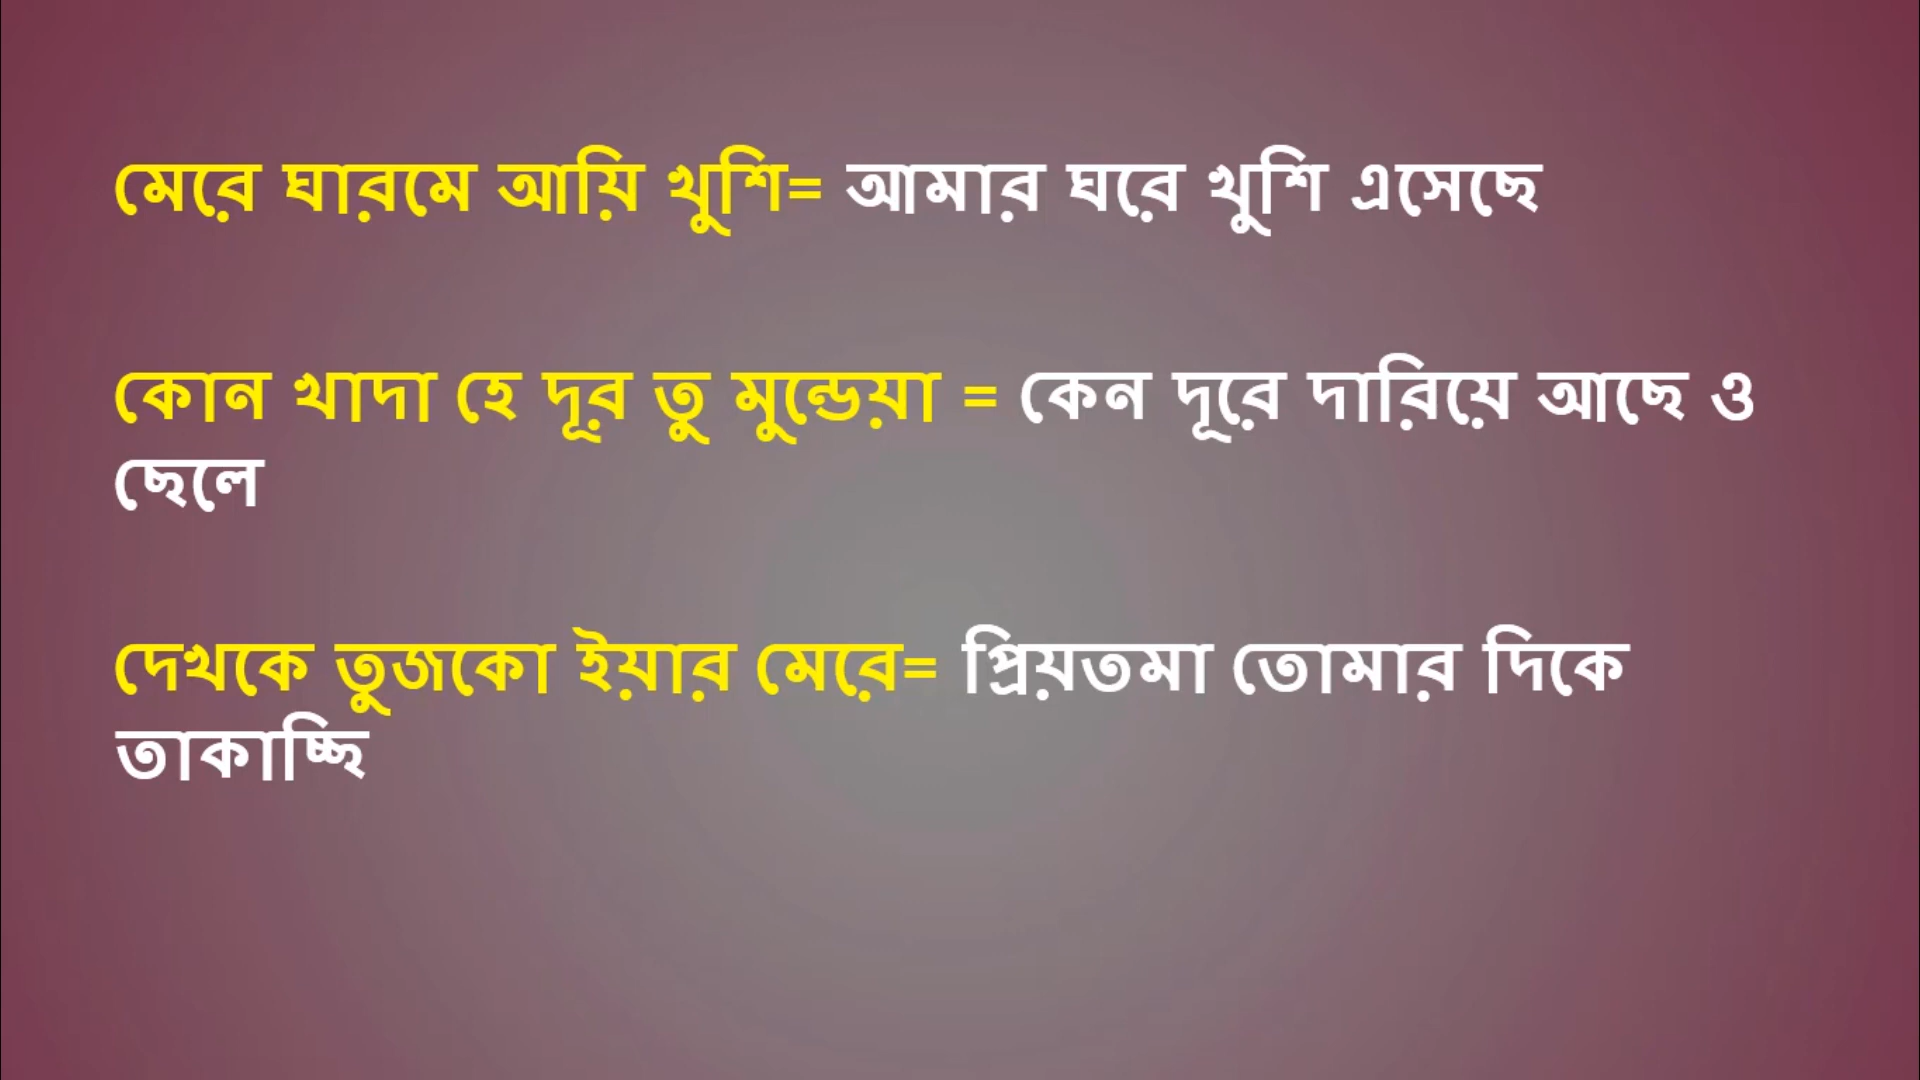 মেরে ঘারমে আয়ি খুশি= আমার ঘরে খুশি এসেছে
কোন খাদা হে দূর তু মুন্ডেয়া = কেন দূরে দারিয়ে আছে ও
ছেলে
দেখকে তুজকো ইয়ার মেরে= প্রিয়তমা তোমার দিকে
তাকাচ্ছি